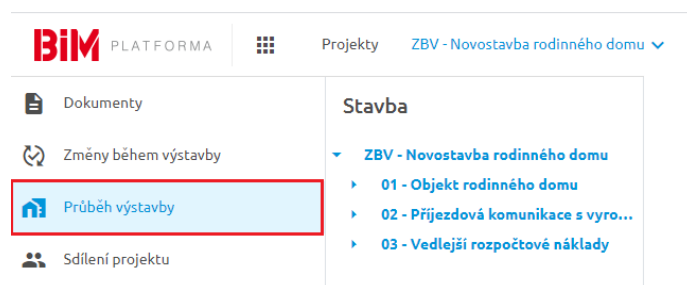 BiM PLATFORMA
Projekty
ZBV - Novostavba rodinného domu
Dokumenty
Změny během výstavby
Průběh výstavby
Sdílení projektu
Stavba
ZBV - Novostavba rodinného domu
01 - Objekt rodinného domu
02 - Příjezdová komunikace s vyro...
03 - Vedlejší rozpočtové náklady